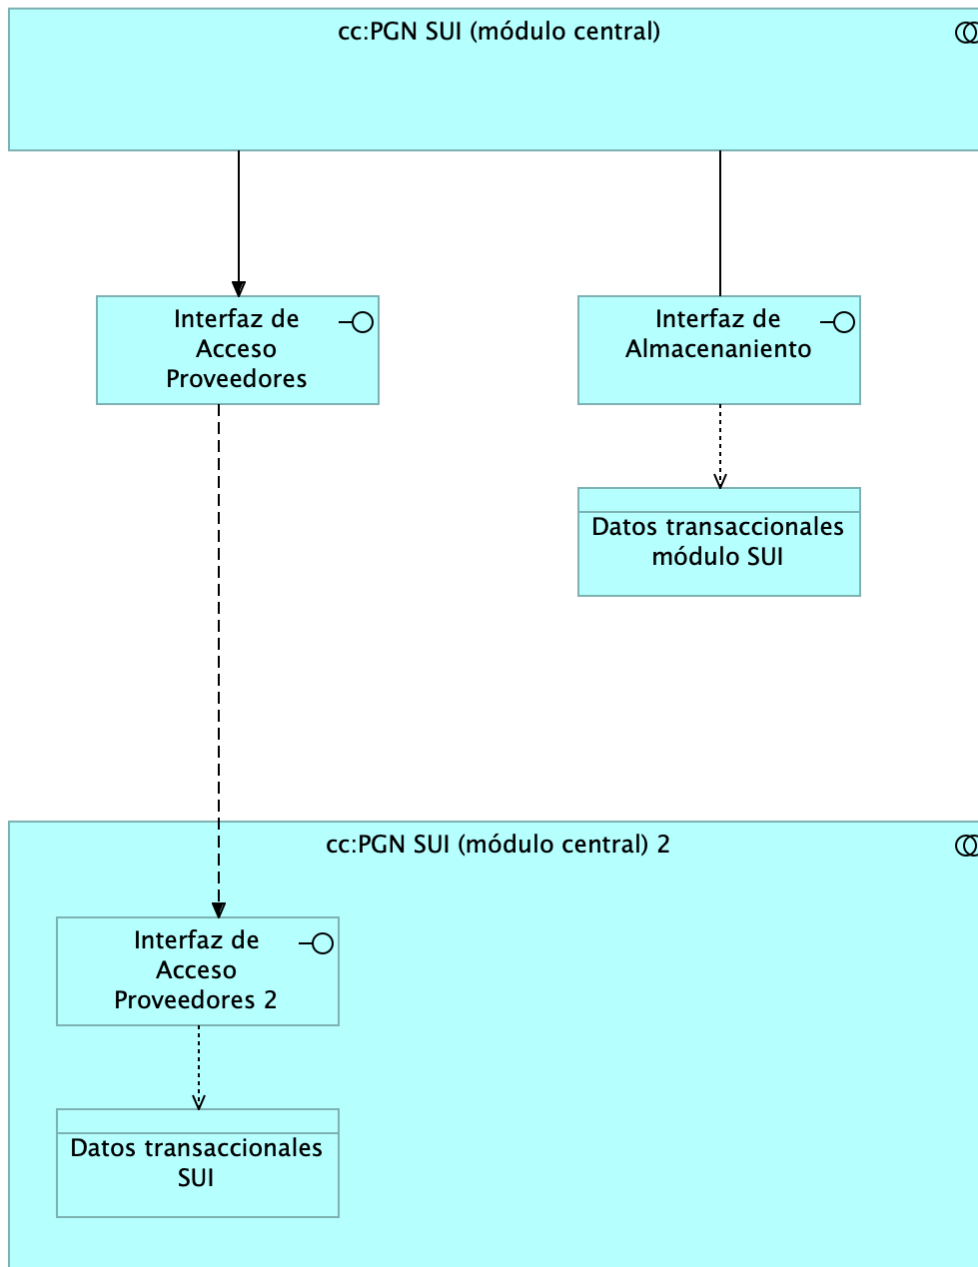 cc:PGN SUI (módulo central)
Interfaz de
Acceso
Proveedores
Interfaz de
Almacenaniento
Datos transaccionales
módulo SUI
cc:PGN SUI (módulo central) 2
Interfaz de
Acceso
Proveedores 2
Datos transaccionales
SUI